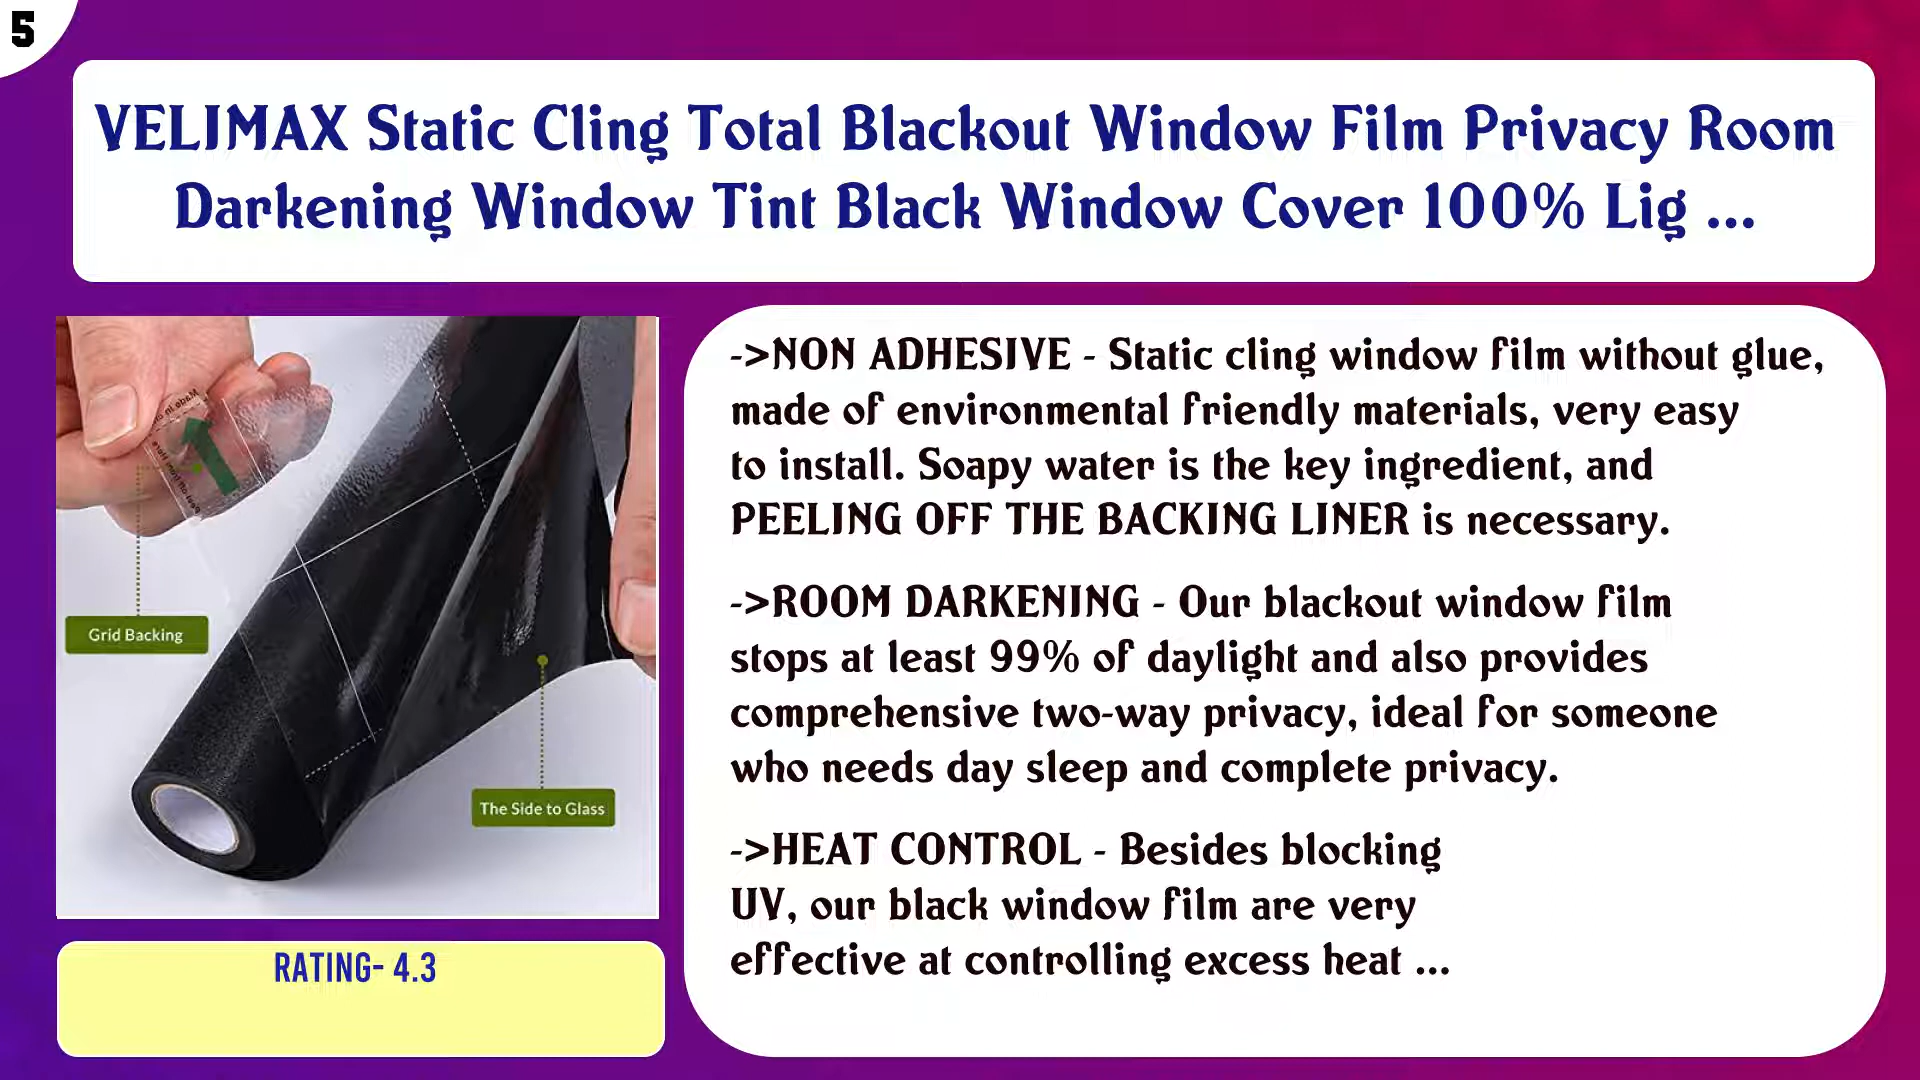 5
VELIMAX Static Cling Total Blackout Window Film Privacy Room
Darkening Window Tint Black Window Cover 100% Lig ...
->NON ADHESIVE - Static cling window film without glue,
made of environmental friendly materials, very easy
to install. Soapy water is the key ingredient, and
PEELING OFF THE BACKING LINER is necessary.
->ROOM DARKENING - Our blackout window film
stops at least 99% of daylight and also provides
comprehensive two-way privacy, ideal for someone
who needs day sleep and complete privacy.
->HEAT CONTROL - Besides blocking
UV, our black window film are very
effective at controlling excess heat ...
Grid Backing
The Side to Glass
RATING- 4.3